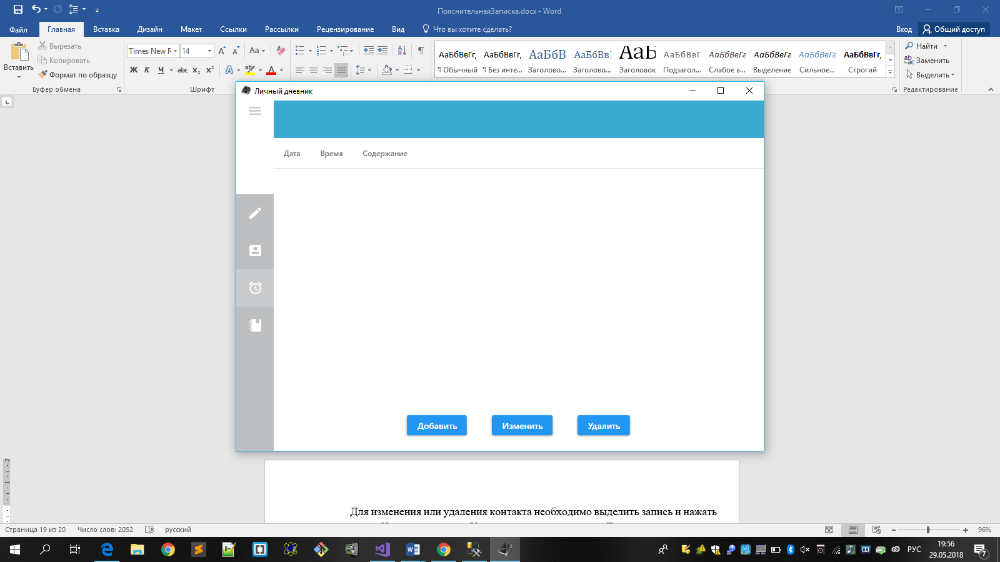 ПояснительнаяЗаписка.docx - Word
Файл Главная Вставка Дизайн Макет Ссылки Рассылки Рецензирование Вид Что вы хотите сделать? Вход Общий доступ
Вставить
Вырезать
Копировать
Формат по образцу
Буфер обмена
Times New R 14
Aa
Ж К Ч abc x₂ x²
Шрифт
АаБбВвГг, АаБбВвГг, АаБбВ АаБбВв АаБ АаБбВвГ АаБбВвГг АаБбВвГг АаБбВвГг АаБбВвГг,
¶ Обычный ¶ Без инте... Заголово... Заголово... Заголовок Подзагол... Слабое в... Выделение Сильное... Строгий
Найти
Заменить
Выделить
Редактирование
Личный дневник
Дата Время Содержание
Добавить Изменить Удалить
Для изменения или удаления контакта необходимо выделить запись и нажать
Страница 19 из 20 Число слов: 2052 русский 96%
РУС 19:56
29.05.2018
7